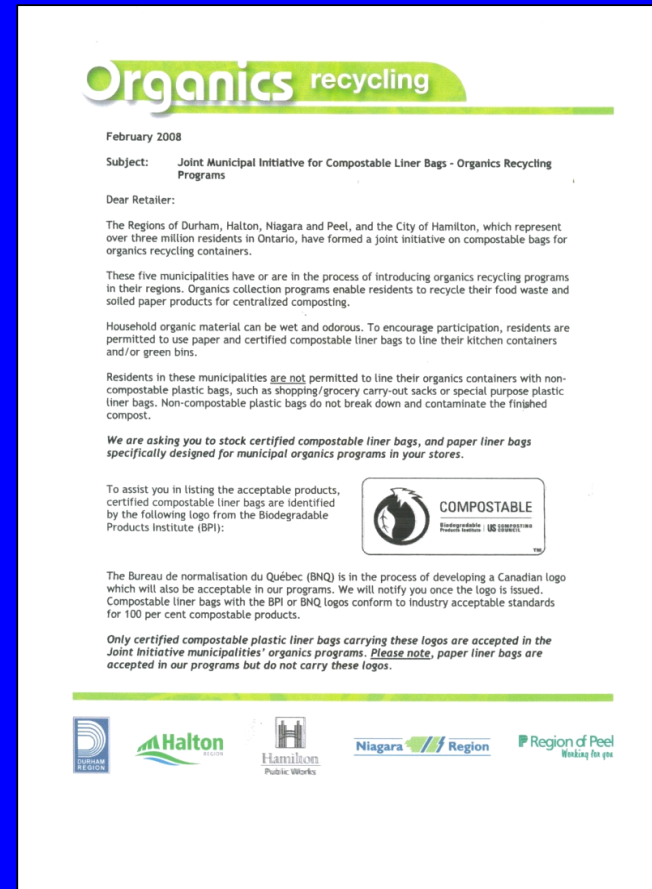 Organics recycling
February 2008
Subject: Joint Municipal Initiative for Compostable Liner Bags - Organics Recycling
Programs
Dear Retailer:
The Regions of Durham, Halton, Niagara and Peel, and the City of Hamilton, which represent
over three million residents in Ontario, have formed a joint initiative on compostable bags for
organics recycling containers.
These five municipalities have or are in the process of introducing organics recycling programs
in their regions. Organics collection programs enable residents to recycle their food waste and
soiled paper products for centralized composting.
Household organic material can be wet and odorous. To encourage participation, residents are
permitted to use paper and certified compostable liner bags to line their kitchen containers
and/or green bins.
Residents in these municipalities are not permitted to line their organics containers with non-
compostable plastic bags, such as shopping/grocery carry-out sacks or special purpose plastic
liner bags. Non-compostable plastic bags do not break down and contaminate the finished
compost.
We are asking you to stock certified compostable liner bags, and paper liner bags
specifically designed for municipal organics programs in your stores.
To assist you in listing the acceptable products,
certified compostable liner bags are identified
by the following logo from the Biodegradable
Products Institute (BPI):
COMPOSTABLE
Biodegradable US COMPOSTING
Products Institute COUNCIL
TM
The Bureau de normalisation du Québec (BNQ) is in the process of developing a Canadian logo
which will also be acceptable in our programs. We will notify you once the logo is issued.
Compostable liner bags with the BPI or BNQ logos conform to industry acceptable standards
for 100 per cent compostable products.
Only certified compostable plastic liner bags carrying these logos are accepted in the
Joint Initiative municipalities' organics programs. Please note, paper liner bags are
accepted in our programs but do not carry these logos.
DURHAM
REGION
Halton
REGION
Hamilton
Public Works
Niagara Region
Region of Peel
Working for you